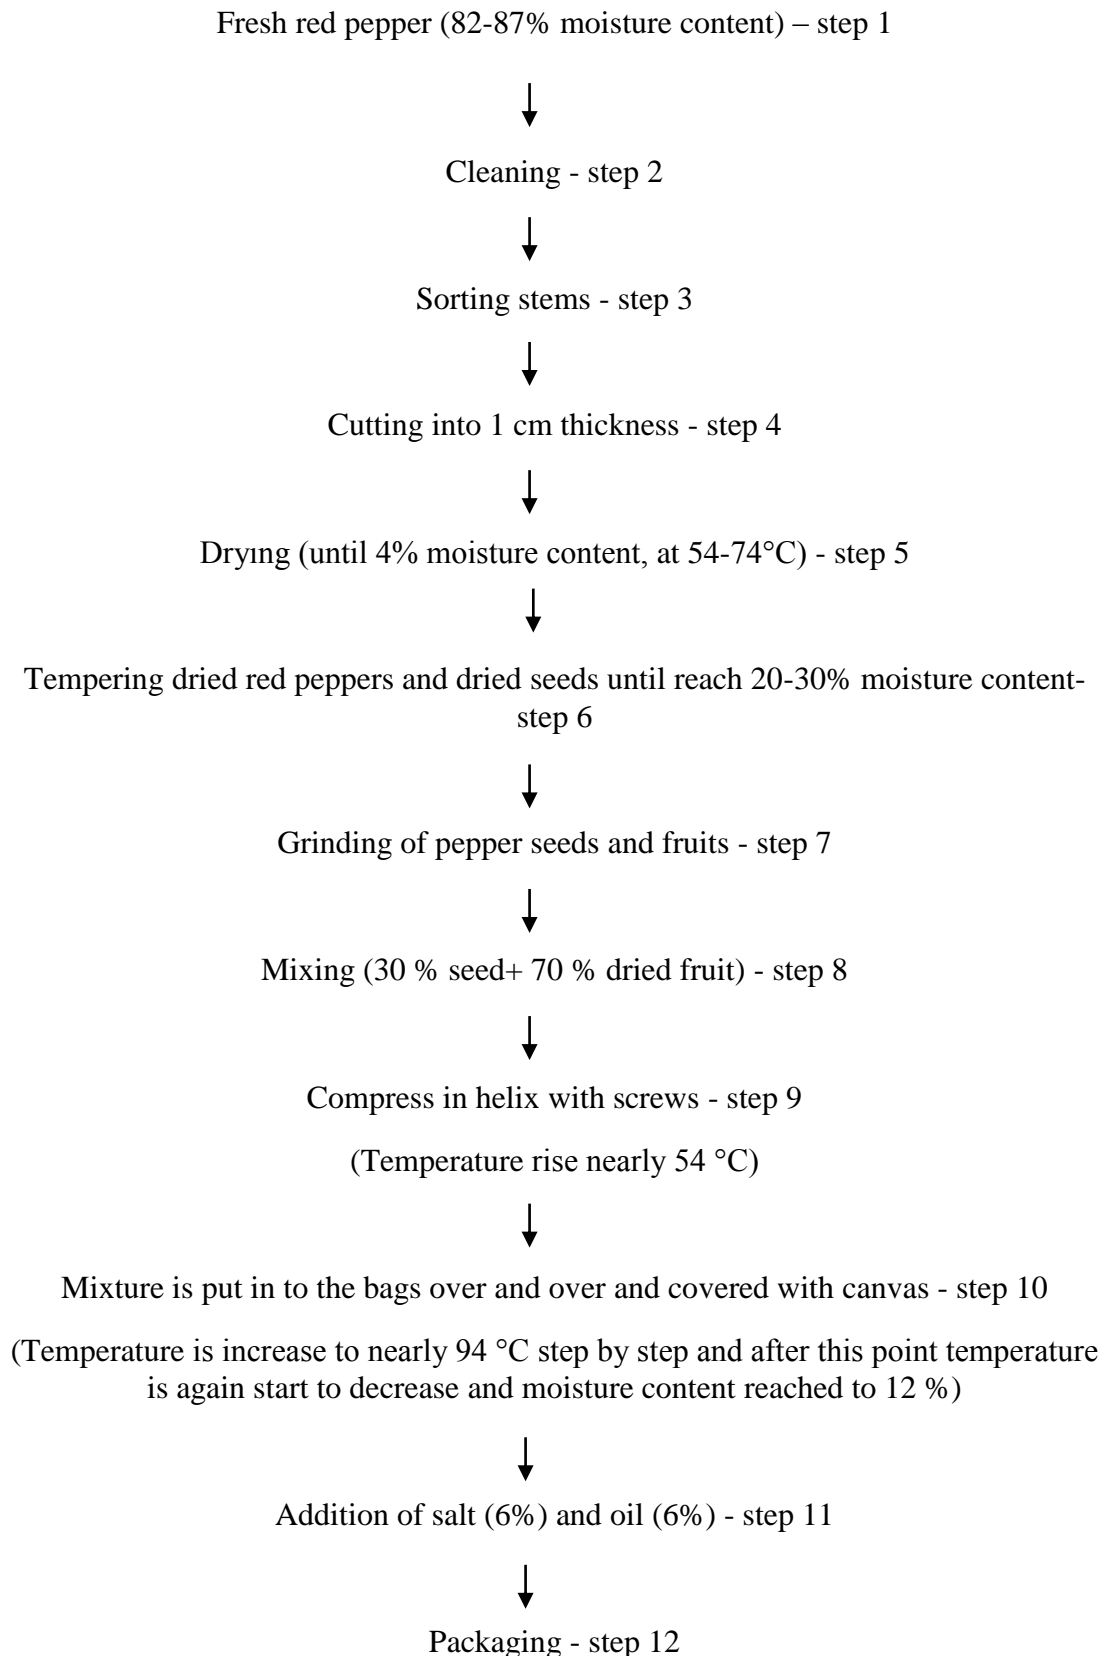 Fresh red pepper (82-87% moisture content) – step 1
Cleaning - step 2
Sorting stems - step 3
Cutting into 1 cm thickness - step 4
Dryıng (until 4% moisture content, at 54-74°C) - step 5
Tempering dried red peppers and dried seeds until reach 20-30% moisture content-
step 6
Grinding of pepper seeds and fruits - step 7
Mixing (30 % seed+ 70 % dried fruit) - step 8
Compress in helix with screws - step 9
(Temperature rise nearly 54 °C)
Mixture is put in to the bags over and over and covered with canvas - step 10
(Temperature is increase to nearly 94 °C step by step and after this point temperature
is again start to decrease and moisture content reached to 12 %)
Addition of salt (6%) and oil (6%) - step 11
Packaging - step 12